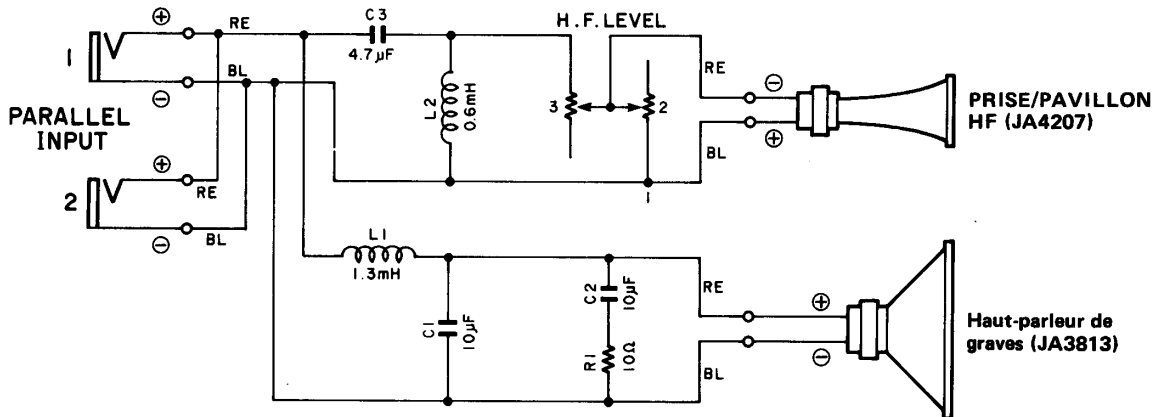 H.F. LEVEL
C3
4.7µF
RE
BL
1
⊕
⊖
PARALLEL
INPUT
2
⊕
⊖
RE
BL
L2
0.6mH
3
2
1
RE
BL
⊖
⊕
PRISE/PAVILLON
HF (JA4207)
L1
1.3mH
C1
10µF
C2
10µF
R1
10Ω
RE
BL
⊕
⊖
Haut-parleur de
graves (JA3813)